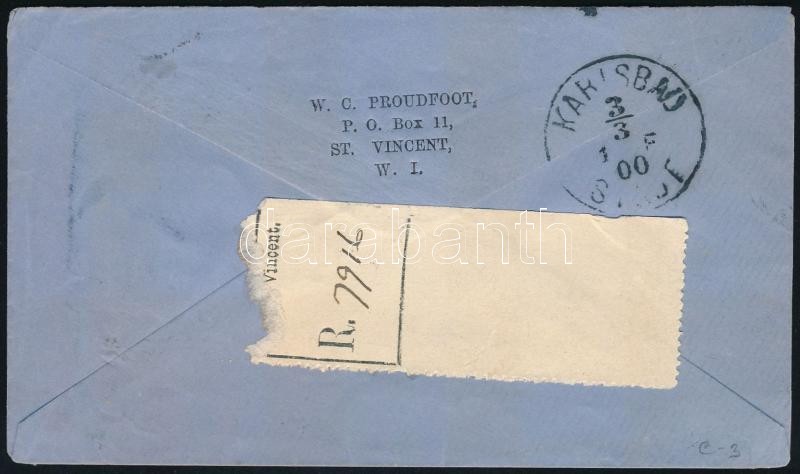 W. C. PROUDFOOT,
P. O. Box 11,
ST. VINCENT,
W. I.
KARLSBAD
3/3
00
Vincent.
R. 7916
darabanth
C-3